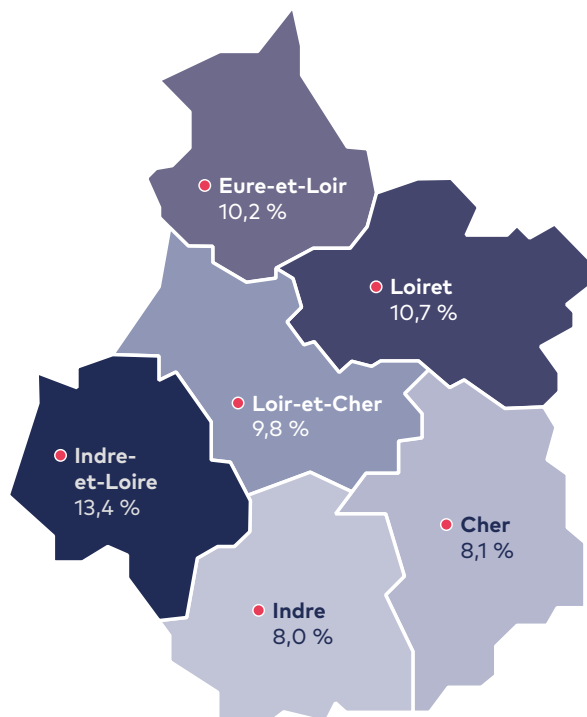 Eure-et-Loir
10,2 %
Loiret
10,7 %
Loir-et-Cher
9,8 %
Indre-
et-Loire
13,4 %
Cher
8,1 %
Indre
8,0 %